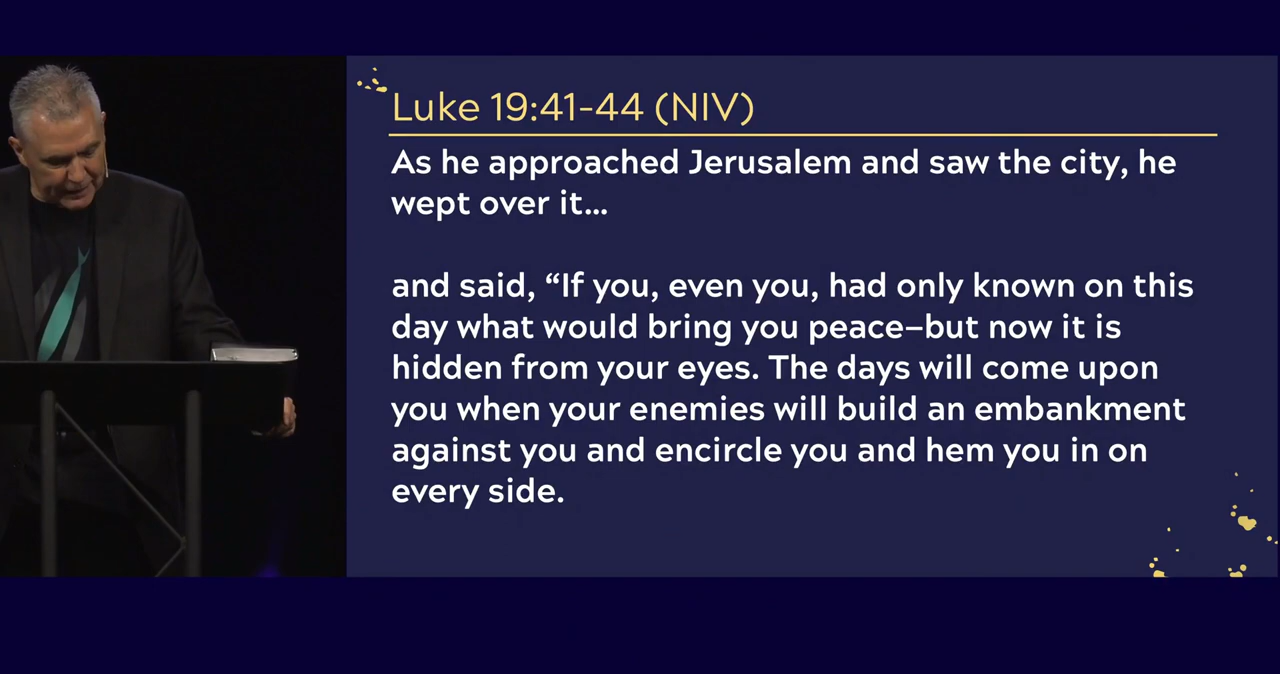 Luke 19:41-44 (NIV)
As he approached Jerusalem and saw the city, he
wept over it...
and said, “If you, even you, had only known on this
day what would bring you peace—but now it is
hidden from your eyes. The days will come upon
you when your enemies will build an embankment
against you and encircle you and hem you in on
every side.